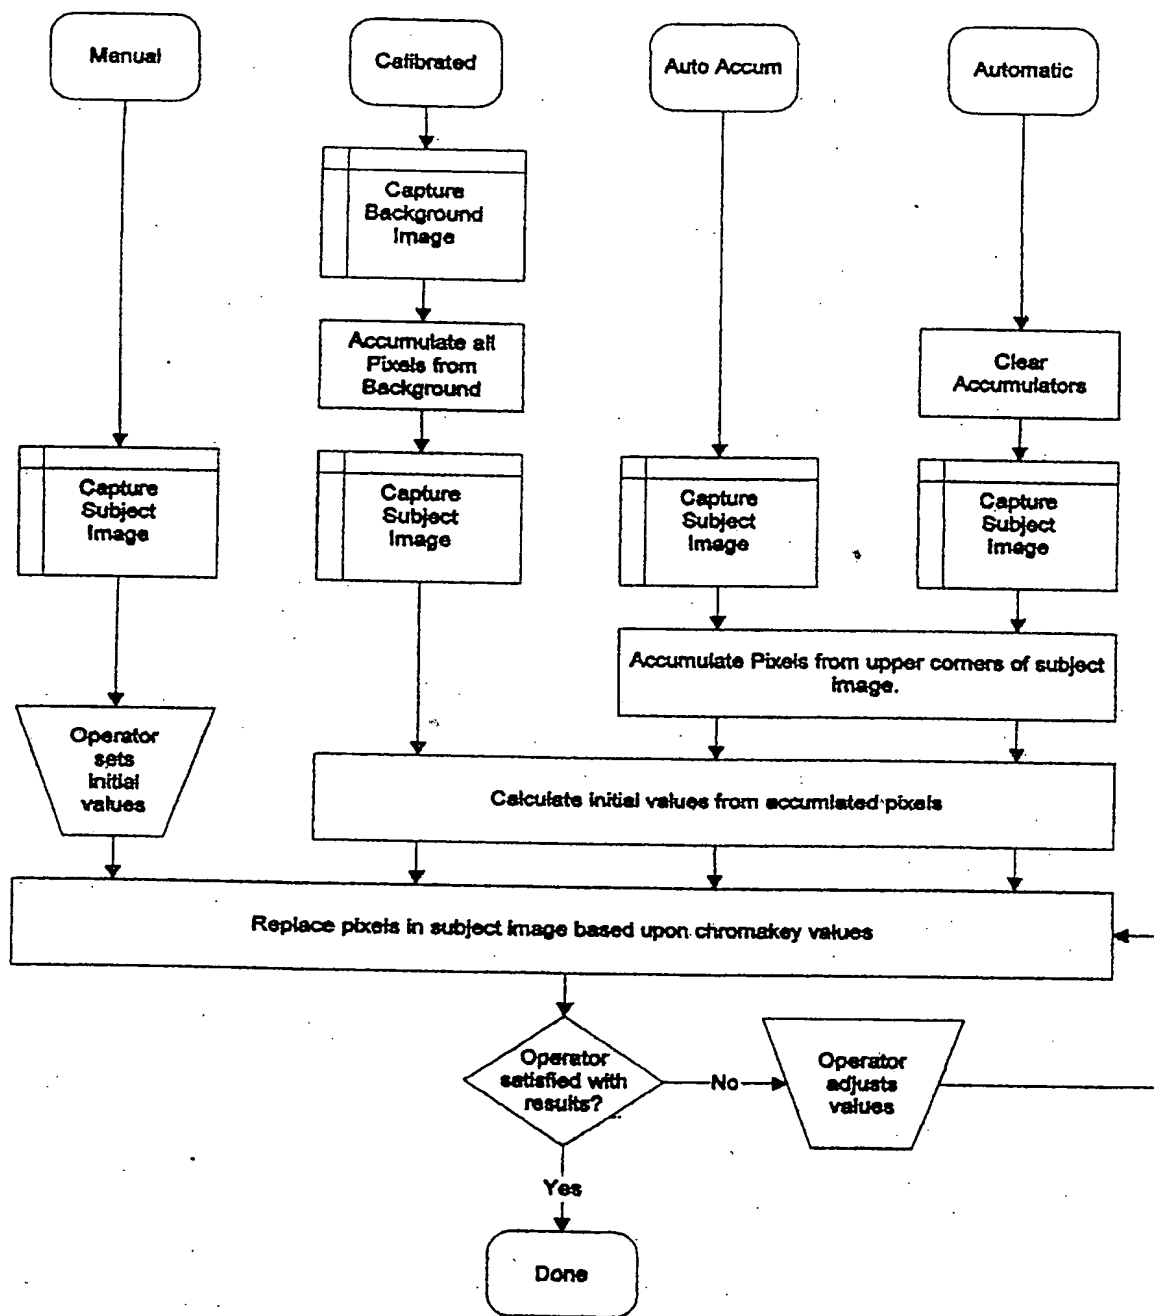 Manual
Calibrated
Auto Accum
Automatic
Capture
Background
Image
Accumulate all
Pixels from
Background
Clear
Accumulators
Capture
Subject
Image
Capture
Subject
Image
Capture
Subject
Image
Capture
Subject
Image
Accumulate Pixels from upper corners of subject
image.
Operator
sets
initial
values
Calculate initial values from accumlated pixels
Replace pixels in subject image based upon chromakey values
Operator
satisfied with
results?
No
Operator
adjusts
values
Yes
Done